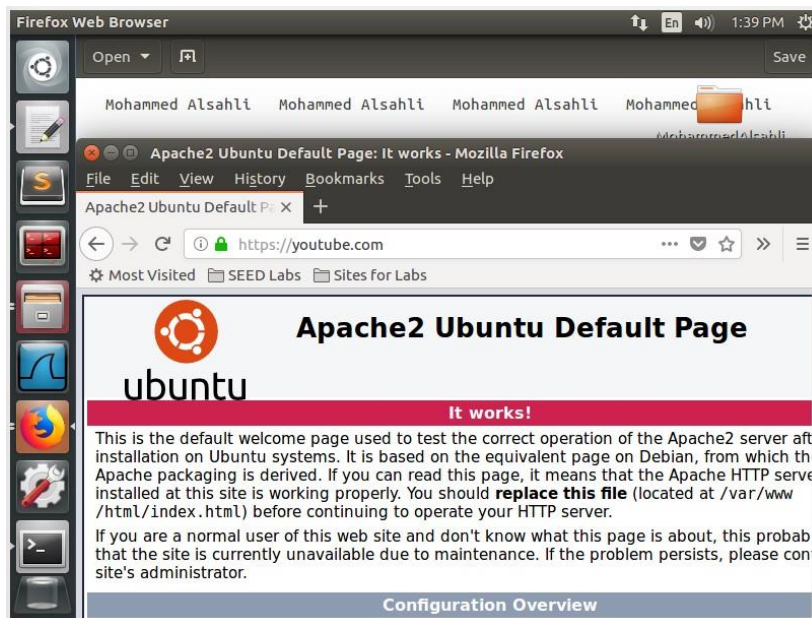 Firefox Web Browser En 1:39 PM
Open Save
Mohammed Alsahli Mohammed Alsahli Mohammed Alsahli Mohammed hli
MohammedAlsahli
Apache2 Ubuntu Default Page: It works - Mozilla Firefox
File Edit View History Bookmarks Tools Help
Apache2 Ubuntu Default Pa
https://youtube.com
Most Visited SEED Labs Sites for Labs
ubuntu
Apache2 Ubuntu Default Page
It works!
This is the default welcome page used to test the correct operation of the Apache2 server aft
installation on Ubuntu systems. It is based on the equivalent page on Debian, from which th
Apache packaging is derived. If you can read this page, it means that the Apache HTTP serve
installed at this site is working properly. You should replace this file (located at /var/www
/html/index.html) before continuing to operate your HTTP server.
If you are a normal user of this web site and don't know what this page is about, this probab
that the site is currently unavailable due to maintenance. If the problem persists, please con
site's administrator.
Configuration Overview